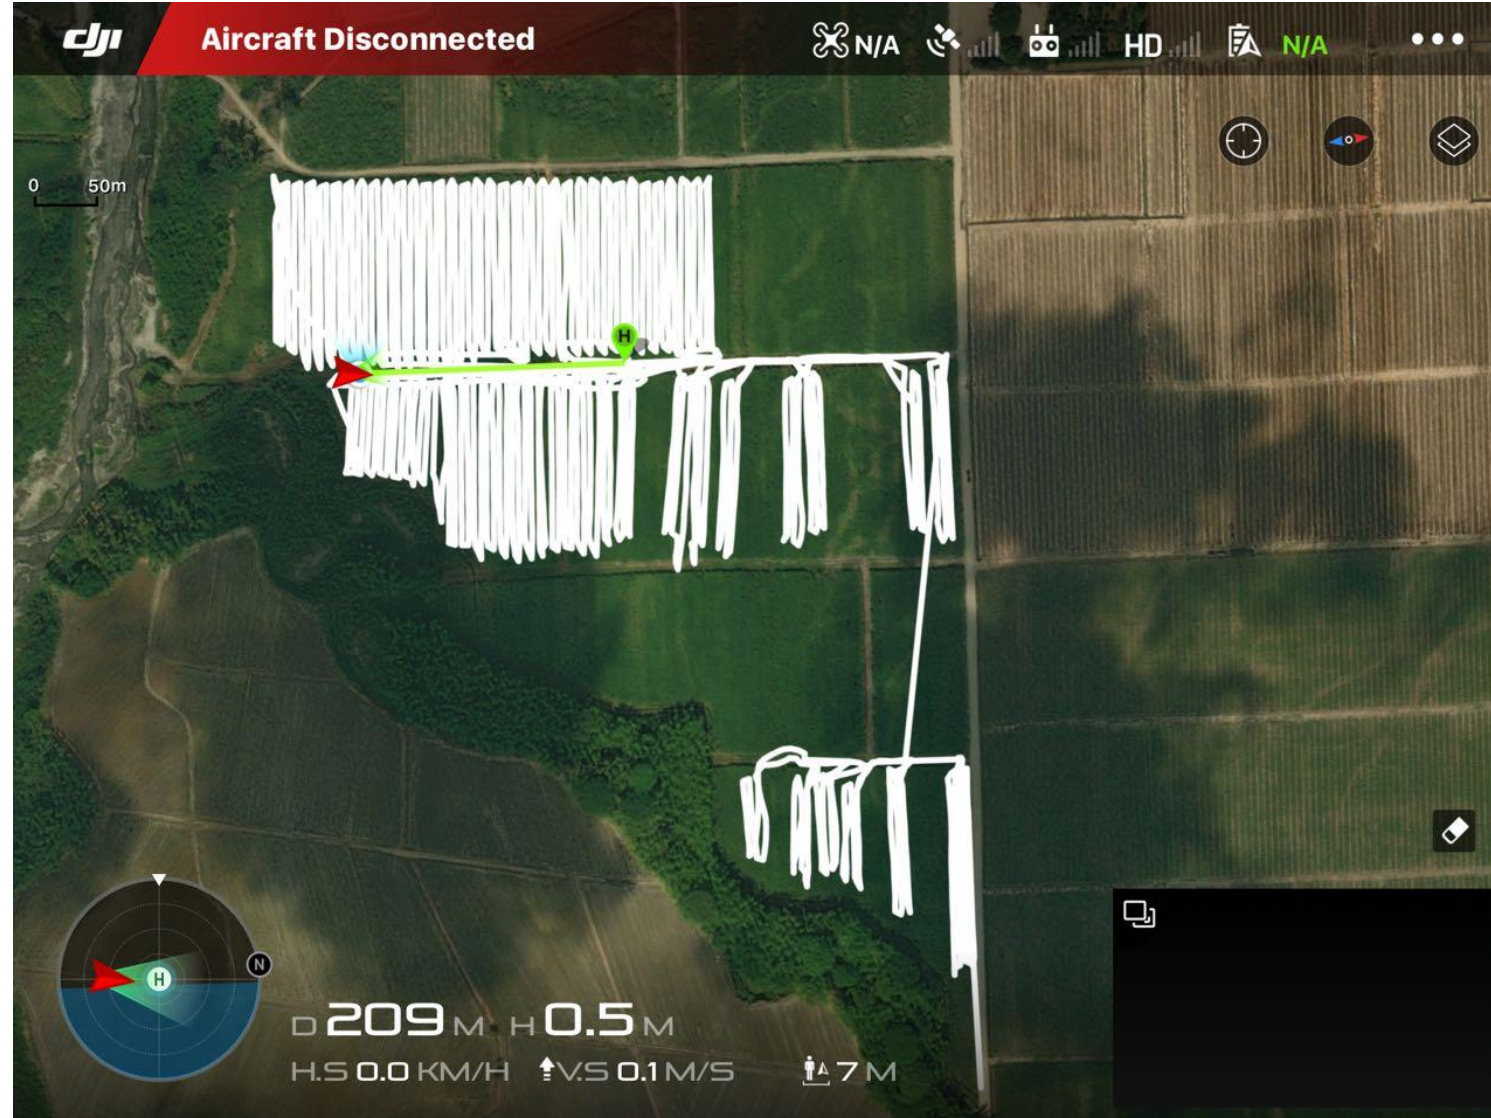 dji Aircraft Disconnected N/A HD N/A
0 50m
H
N
H
D 209 M H 0.5 M
H.S 0.0 KM/H V.S 0.1 M/S 7 M